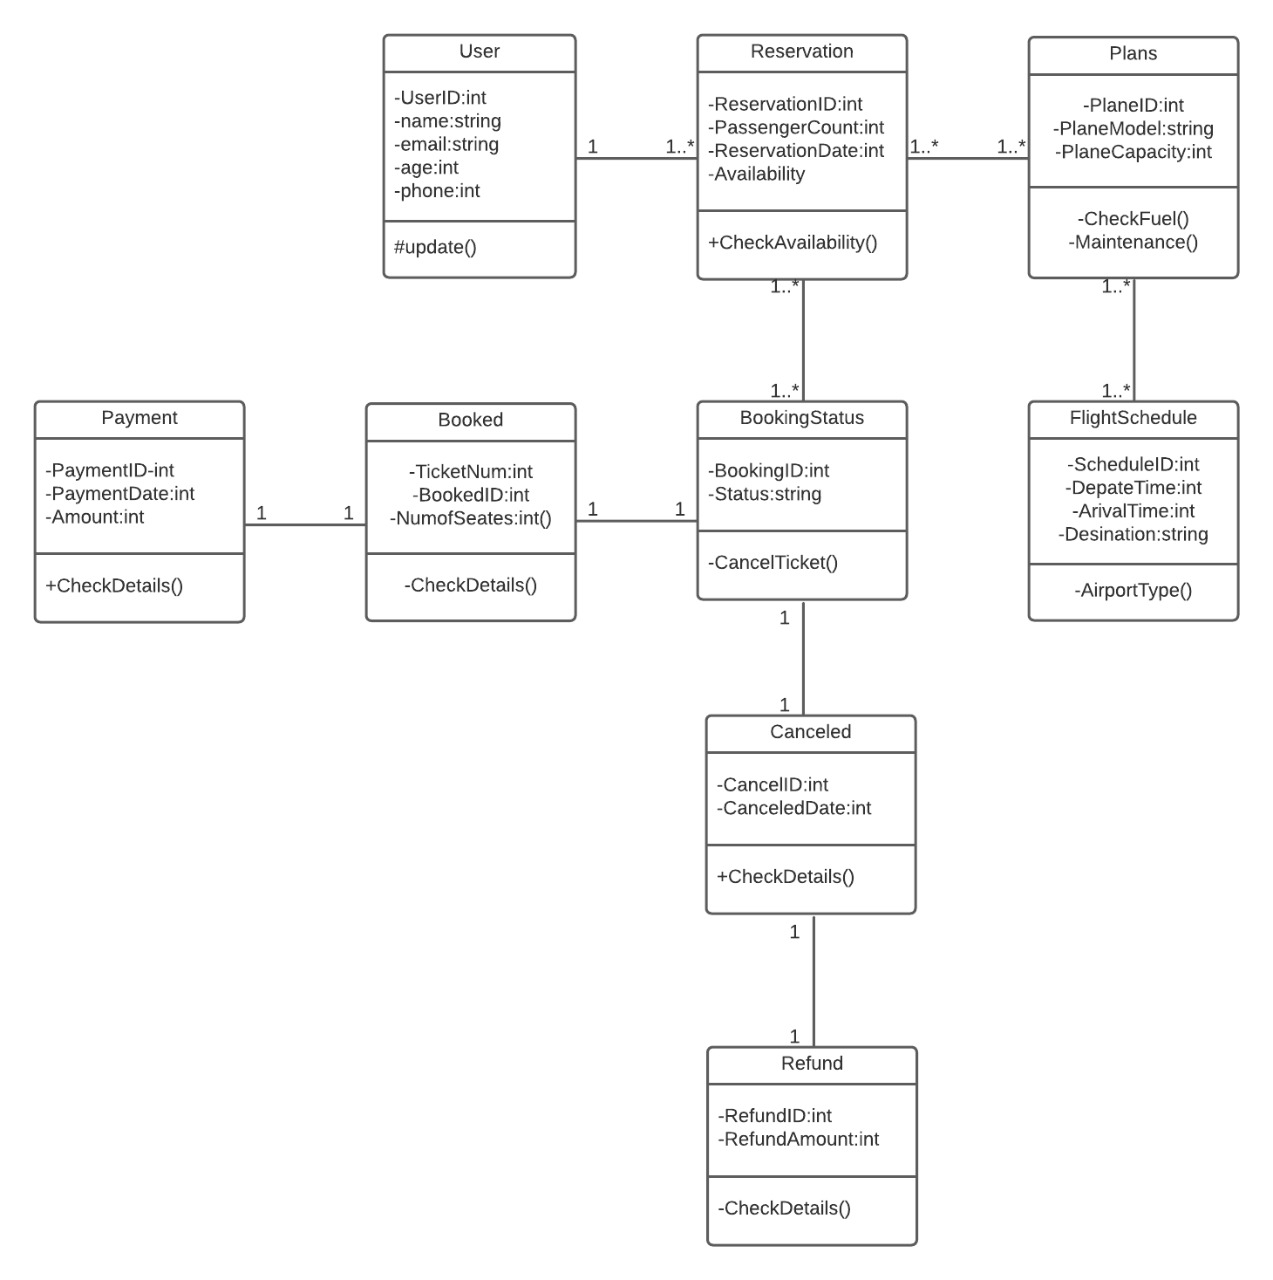 User
-UserID:int
-name:string
-email:string
-age:int
-phone:int
#update()
1
1..*
Reservation
-ReservationID:int
-PassengerCount:int
-ReservationDate:int
-Availability
+CheckAvailability()
1..*
1..*
Plans
-PlaneID:int
-PlaneModel:string
-PlaneCapacity:int
-CheckFuel()
-Maintenance()
1..*
1..*
1..*
1..*
Payment
-PaymentID-int
-PaymentDate:int
-Amount:int
+CheckDetails()
1
1
Booked
-TicketNum:int
-BookedID:int
-NumofSeates:int()
-CheckDetails()
1
1
BookingStatus
-BookingID:int
-Status:string
-CancelTicket()
FlightSchedule
-ScheduleID:int
-DepateTime:int
-ArivalTime:int
-Desination:string
-AirportType()
1
1
Canceled
-CancelID:int
-CanceledDate:int
+CheckDetails()
1
1
Refund
-RefundID:int
-RefundAmount:int
-CheckDetails()